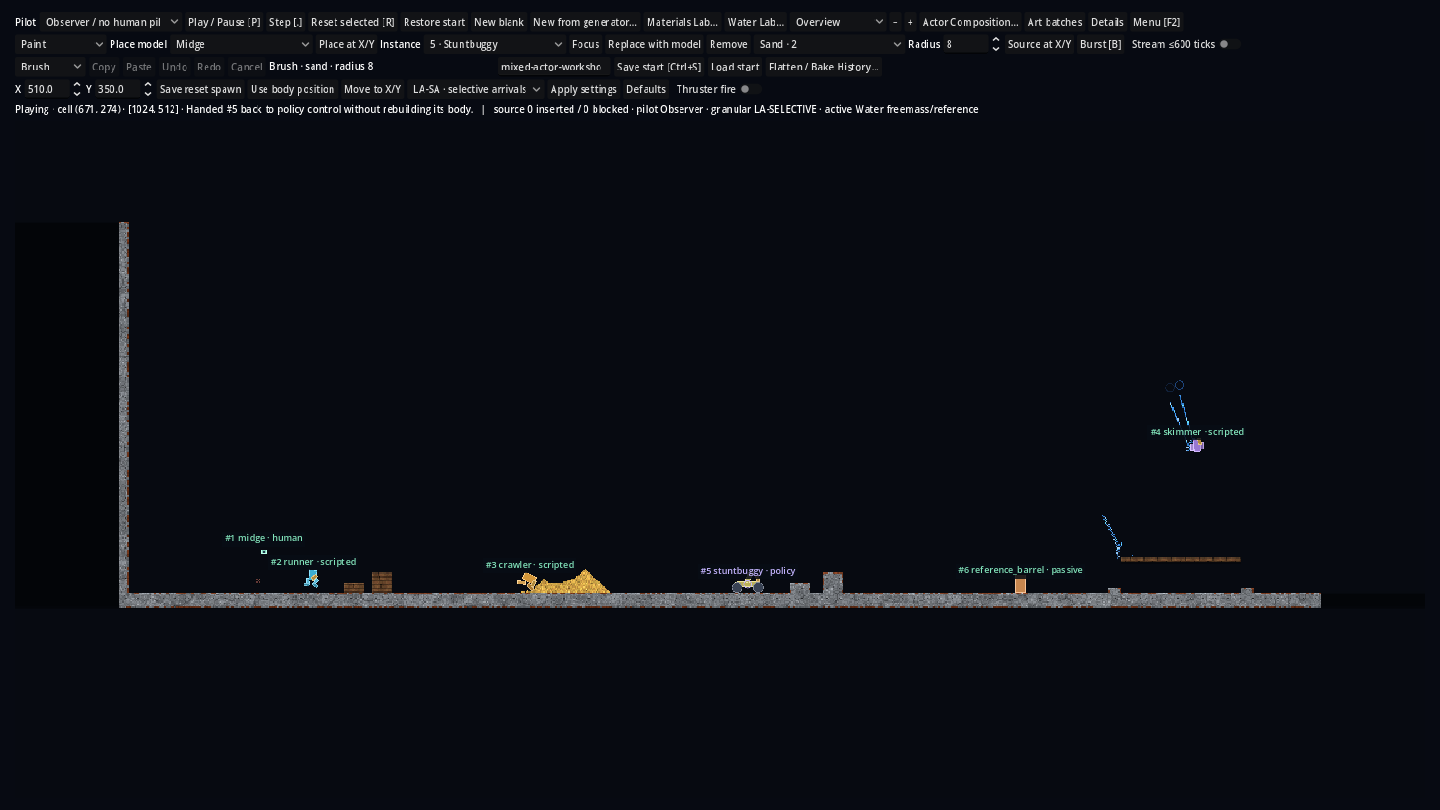 Pilot Observer / no human pil Play / Pause [P] Step [.] Reset selected [R] Restore start New blank New from generator... Materials Lab... Water Lab... Overview - + Actor Composition... Art batches Details Menu [F2]
Paint Place model Midge Place at X/Y Instance 5 · Stuntbuggy Focus Replace with model Remove Sand · 2 Radius 8 Source at X/Y Burst [B] Stream ≤600 ticks
Brush Copy Paste Undo Redo Cancel Brush · sand · radius 8 mixed-actor-worksho Save start [Ctrl+S] Load start Flatten / Bake History...
X 510.0 Y 350.0 Save reset spawn Use body position Move to X/Y LA-SA · selective arrivals Apply settings Defaults Thruster fire
Playing · cell (671, 274) · [1024, 512] · Handed #5 back to policy control without rebuilding its body. | source 0 inserted / 0 blocked · pilot Observer · granular LA-SELECTIVE · active Water freemass/reference
#4 skimmer · scripted
#1 midge · human
#2 runner · scripted
#3 crawler · scripted
#5 stuntbuggy · policy
#6 reference_barrel · passive